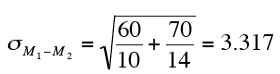 σ_{M₁−M₂} = √(60/10 + 70/14) = 3.317